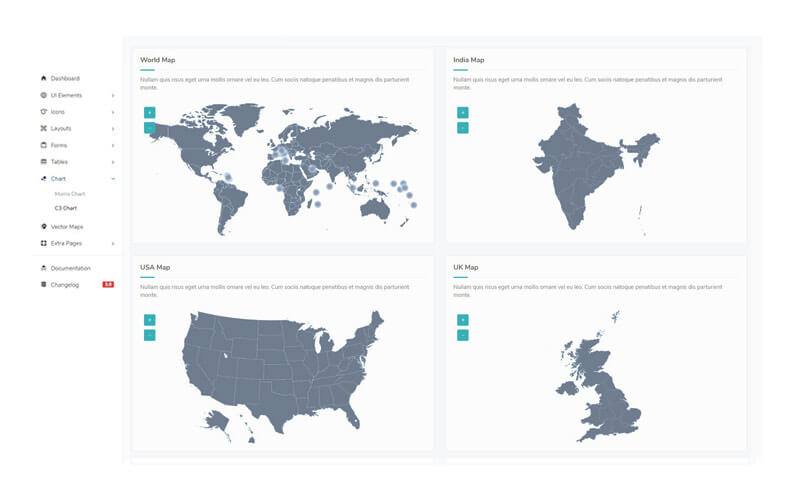 Dashboard
UI Elements
Icons
Layouts
Forms
Tables
Chart
Morris Chart
C3 Chart
Vector Maps
Extra Pages
Documentation
Changelog
World Map
Nullam quis risus eget urna mollis ornare vel eu leo. Cum sociis natoque penatibus et magnis dis parturient
monte.
+
-
India Map
Nullam quis risus eget urna mollis ornare vel eu leo. Cum sociis natoque penatibus et magnis dis parturient
monte.
+
-
USA Map
Nullam quis risus eget urna mollis ornare vel eu leo. Cum sociis natoque penatibus et magnis dis parturient
monte.
+
-
UK Map
Nullam quis risus eget urna mollis ornare vel eu leo. Cum sociis natoque penatibus et magnis dis parturient
monte.
+
-